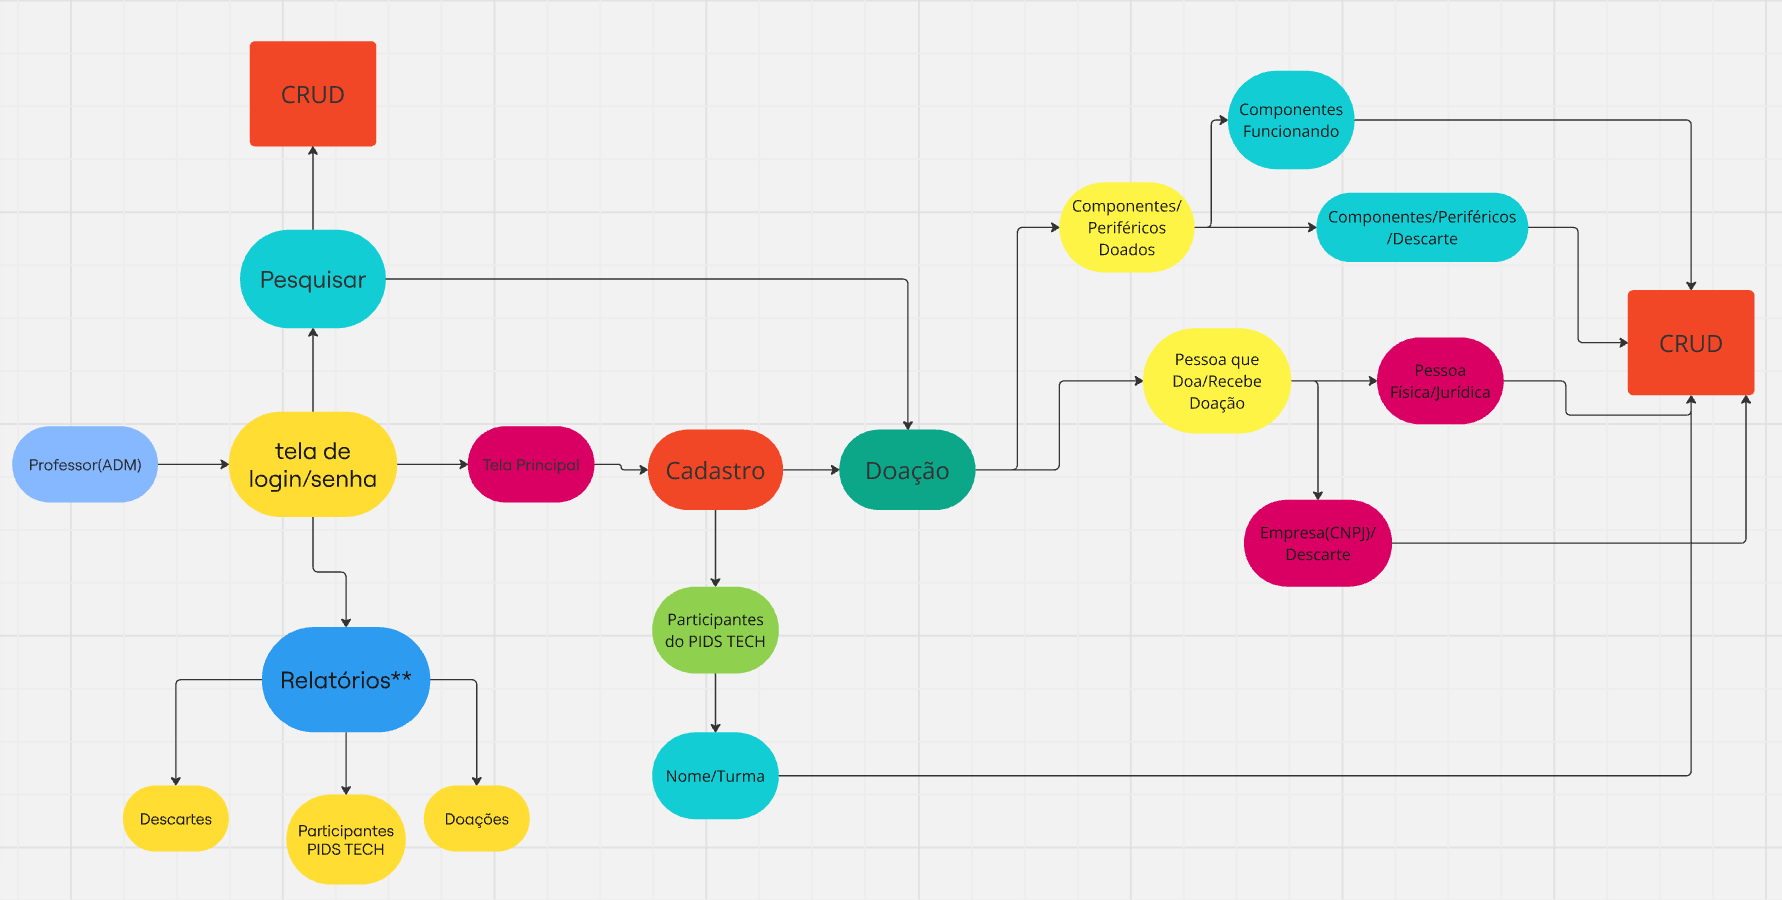 CRUD
Componentes
Funcionando
Componentes/
Periféricos
Doados
Componentes/Periféricos
/Descarte
Pesquisar
CRUD
Pessoa que
Doa/Recebe
Doação
Pessoa
Física/Jurídica
Professor(ADM)
tela de
login/senha
Tela Principal
Cadastro
Doação
Empresa(CNPJ)/
Descarte
Participantes
do PIDS TECH
Relatórios**
Nome/Turma
Descartes
Participantes
PIDS TECH
Doações